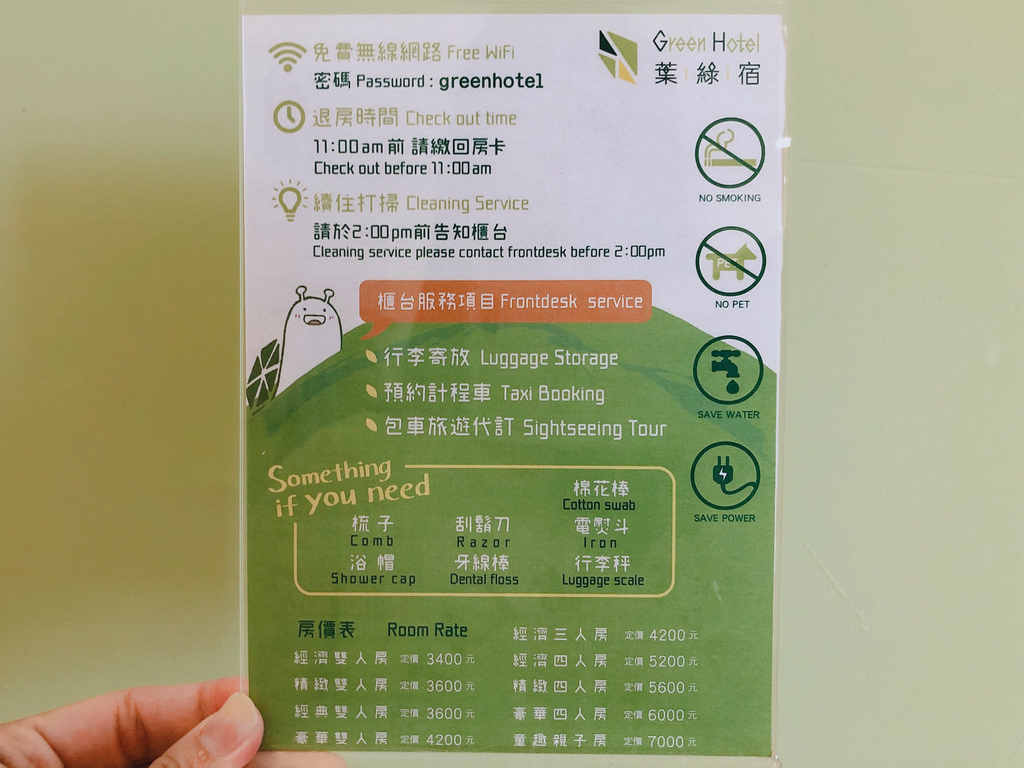 免費無線網路 Free WiFi
密碼 Password : greenhotel
退房時間 Check out time
11:00am前 請繳回房卡
Check out before 11:00am
續住打掃 Cleaning Service
請於2:00pm前告知櫃台
Cleaning service please contact frontdesk before 2:00pm
Green Hotel
葉 綠 宿
NO SMOKING
PET
NO PET
SAVE WATER
SAVE POWER
櫃台服務項目 Frontdesk service
行李寄放 Luggage Storage
預約計程車 Taxi Booking
包車旅遊代訂 Sightseeing Tour
Something
if you need
棉花棒
Cotton swab
梳子 刮鬍刀 電熨斗
Comb Razor Iron
浴帽 牙線棒 行李秤
Shower cap Dental floss Luggage scale
房價表 Room Rate
經濟雙人房 定價 3400元
精緻雙人房 定價 3600元
經典雙人房 定價 3600元
豪華雙人房 定價 4200元
經濟三人房 定價 4200元
經濟四人房 定價 5200元
精緻四人房 定價 5600元
豪華四人房 定價 6000元
童趣親子房 定價 7000元